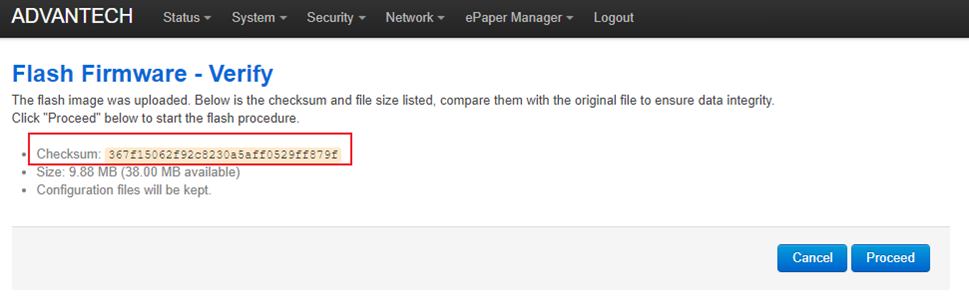 ADVANTECH Status System Security Network ePaper Manager Logout
Flash Firmware - Verify
The flash image was uploaded. Below is the checksum and file size listed, compare them with the original file to ensure data integrity.
Click "Proceed" below to start the flash procedure.
Checksum: 367f15062f92c8230a5aff0529ff879f
Size: 9.88 MB (38.00 MB available)
Configuration files will be kept.
Cancel Proceed